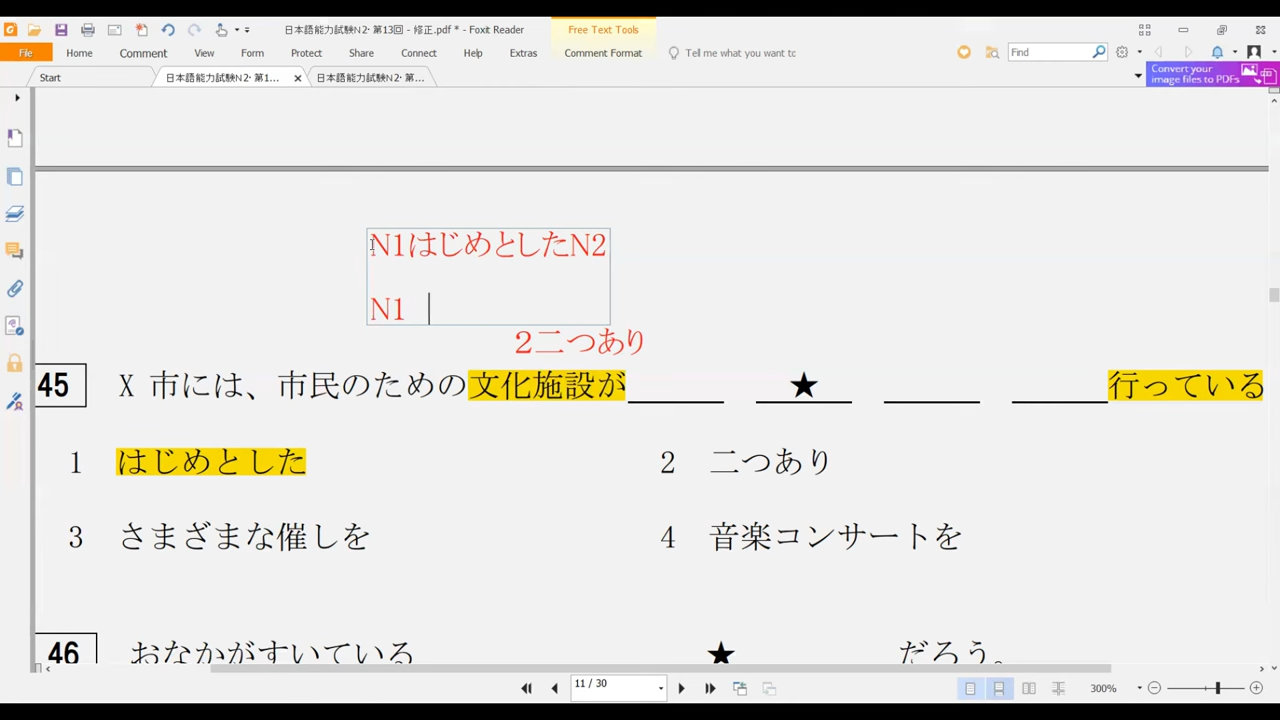 日本語能力試験N2· 第13回 - 修正.pdf * - Foxit Reader
Free Text Tools
File
Home
Comment
View
Form
Protect
Share
Connect
Help
Extras
Comment Format
Tell me what you want to
Find
Start
日本語能力試験N2· 第1...
日本語能力試験N2· 第...
Convert your
image files to PDFs
N1はじめとしたN2
N1
2二つあり
45 X 市には、市民のための文化施設が ★ 行っている
1 はじめとした
2 二つあり
3 さまざまな催しを
4 音楽コンサートを
46 おなかがすいている ★ だろう。
11 / 30
300%